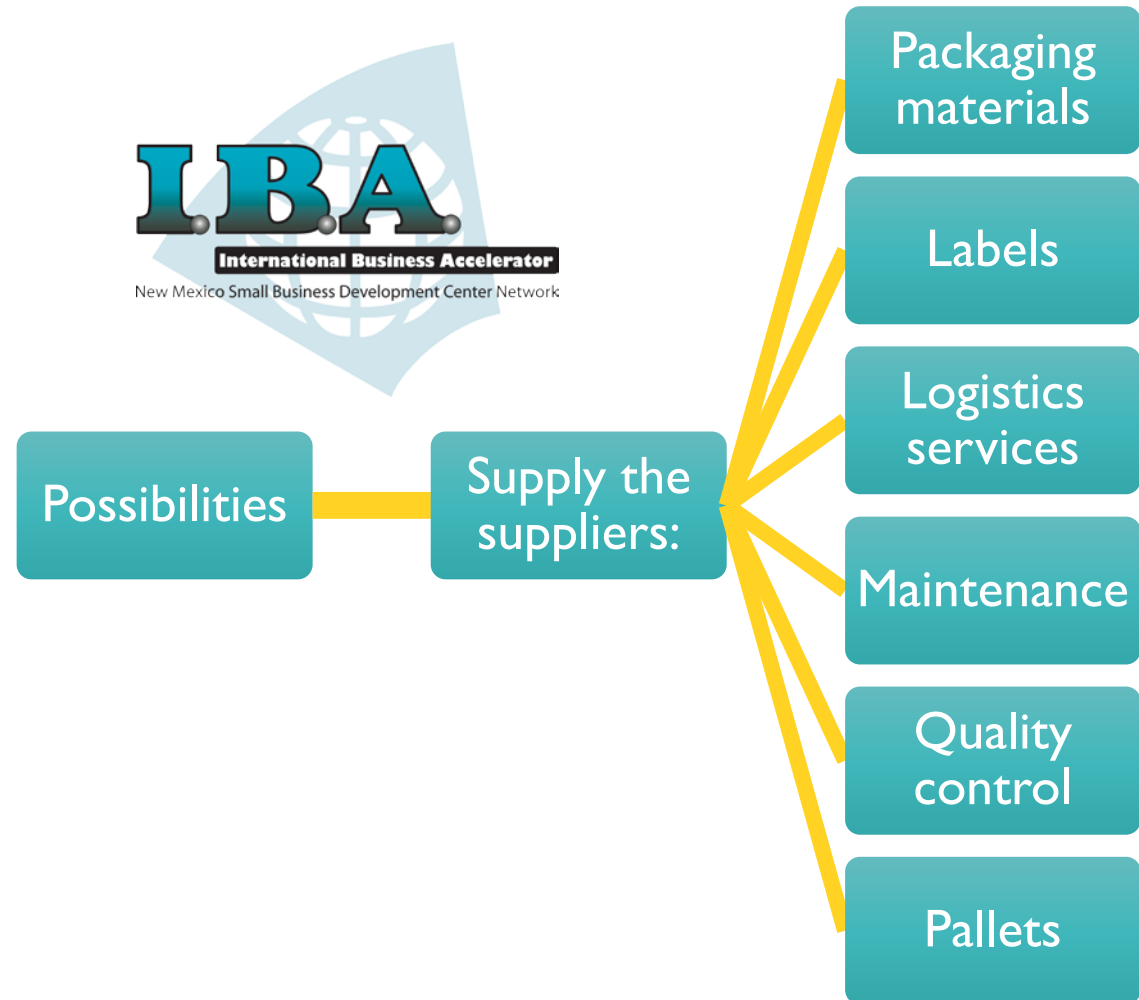 I.B.A.
International Business Accelerator
New Mexico Small Business Development Center Network
Possibilities
Supply the
suppliers:
Packaging
materials
Labels
Logistics
services
Maintenance
Quality
control
Pallets